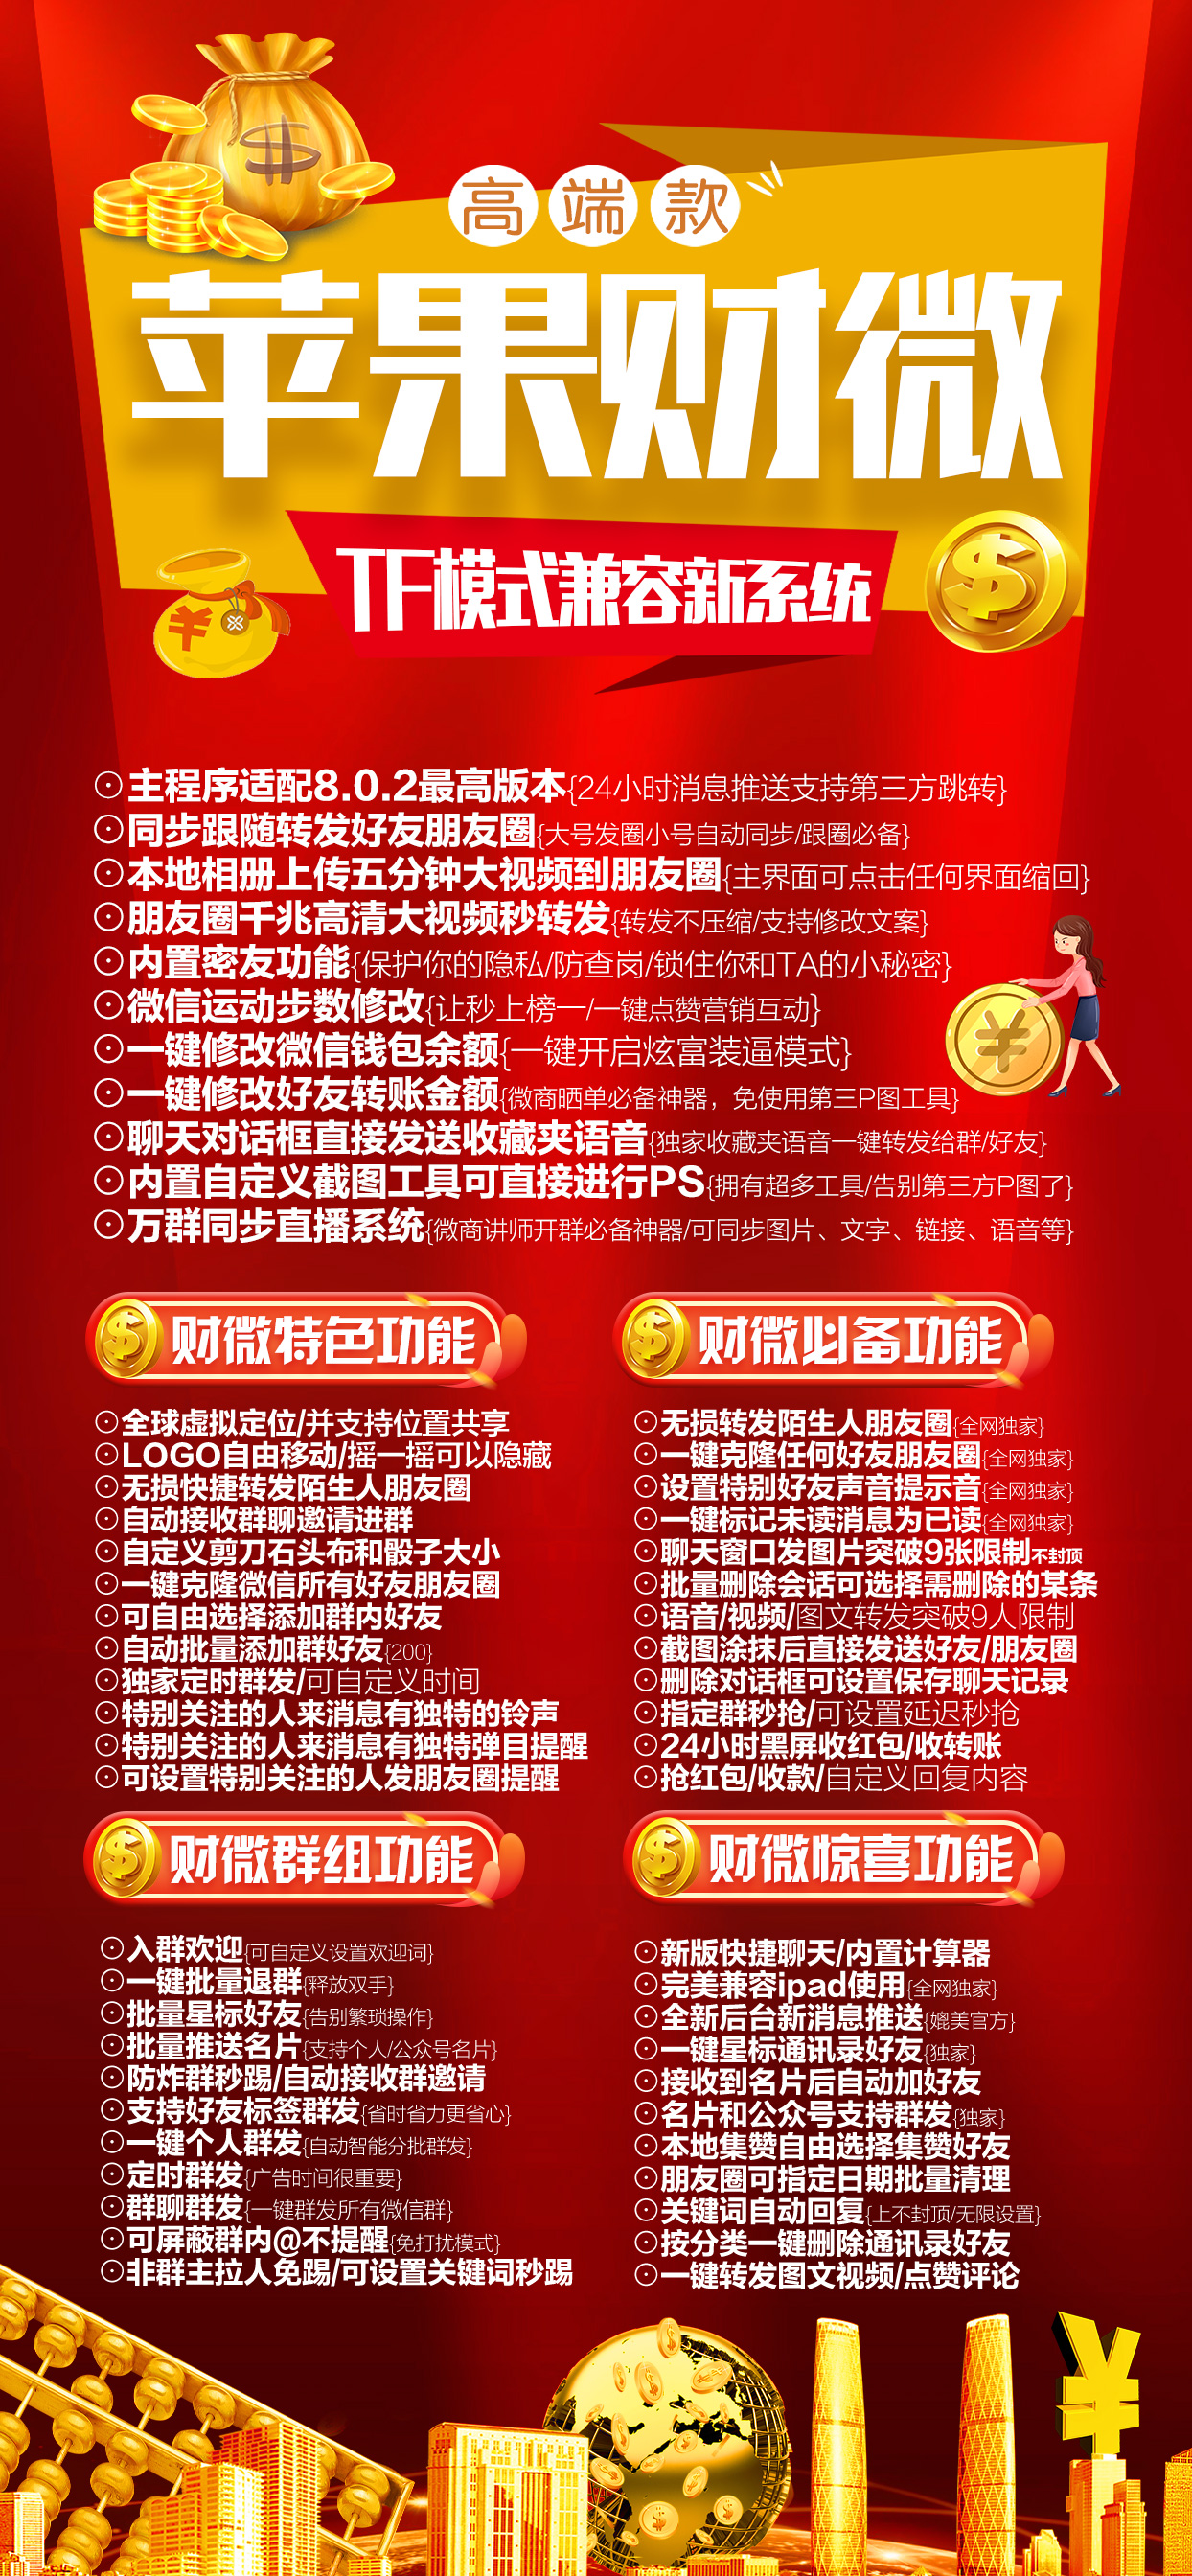 高端款
苹果财微
TF模式兼容新系统
⊙主程序适配8.0.2最高版本{24小时消息推送支持第三方跳转}
⊙同步跟随转发好友朋友圈{大号发圈小号自动同步/跟圈必备}
⊙本地相册上传五分钟大视频到朋友圈{主界面可点击任何界面缩回}
⊙朋友圈千兆高清大视频秒转发{转发不压缩/支持修改文案}
⊙内置密友功能{保护你的隐私/防查岗/锁住你和TA的小秘密}
⊙微信运动步数修改{让秒上榜一/一键点赞营销互动}
⊙一键修改微信钱包余额{一键开启炫富装逼模式}
⊙一键修改好友转账金额{微商晒单必备神器，免使用第三P图工具}
⊙聊天对话框直接发送收藏夹语音{独家收藏夹语音一键转发给群/好友}
⊙内置自定义截图工具可直接进行PS{拥有超多工具/告别第三方P图了}
⊙万群同步直播系统{微商讲师开群必备神器/可同步图片、文字、链接、语音等}
财微特色功能
⊙全球虚拟定位/并支持位置共享
⊙LOGO自由移动/摇一摇可以隐藏
⊙无损快捷转发陌生人朋友圈
⊙自动接收群聊邀请进群
⊙自定义剪刀石头布和骰子大小
⊙一键克隆微信所有好友朋友圈
⊙可自由选择添加群内好友
⊙自动批量添加群好友{200}
⊙独家定时群发/可自定义时间
⊙特别关注的人来消息有独特的铃声
⊙特别关注的人来消息有独特弹目提醒
⊙可设置特别关注的人发朋友圈提醒
财微必备功能
⊙无损转发陌生人朋友圈{全网独家}
⊙一键克隆任何好友朋友圈{全网独家}
⊙设置特别好友声音提示音{全网独家}
⊙一键标记未读消息为已读{全网独家}
⊙聊天窗口发图片突破9张限制不封顶
⊙批量删除会话可选择需删除的某条
⊙语音/视频/图文转发突破9人限制
⊙截图涂抹后直接发送好友/朋友圈
⊙删除对话框可设置保存聊天记录
⊙指定群秒抢/可设置延迟秒抢
⊙24小时黑屏收红包/收转账
⊙抢红包/收款/自定义回复内容
财微群组功能
⊙入群欢迎{可自定义设置欢迎词}
⊙一键批量退群{释放双手}
⊙批量星标好友{告别繁琐操作}
⊙批量推送名片{支持个人/公众号名片}
⊙防炸群秒踢/自动接收群邀请
⊙支持好友标签群发{省时省力更省心}
⊙一键个人群发{自动智能分批群发}
⊙定时群发{广告时间很重要}
⊙群聊群发{一键群发所有微信群}
⊙可屏蔽群内@不提醒{免打扰模式}
⊙非群主拉人免踢/可设置关键词秒踢
财微惊喜功能
⊙新版快捷聊天/内置计算器
⊙完美兼容ipad使用{全网独家}
⊙全新后台新消息推送{媲美官方}
⊙一键星标通讯录好友{独家}
⊙接收到名片后自动加好友
⊙名片和公众号支持群发{独家}
⊙本地集赞自由选择集赞好友
⊙朋友圈可指定日期批量清理
⊙关键词自动回复{上不封顶/无限设置}
⊙按分类一键删除通讯录好友
⊙一键转发图文视频/点赞评论